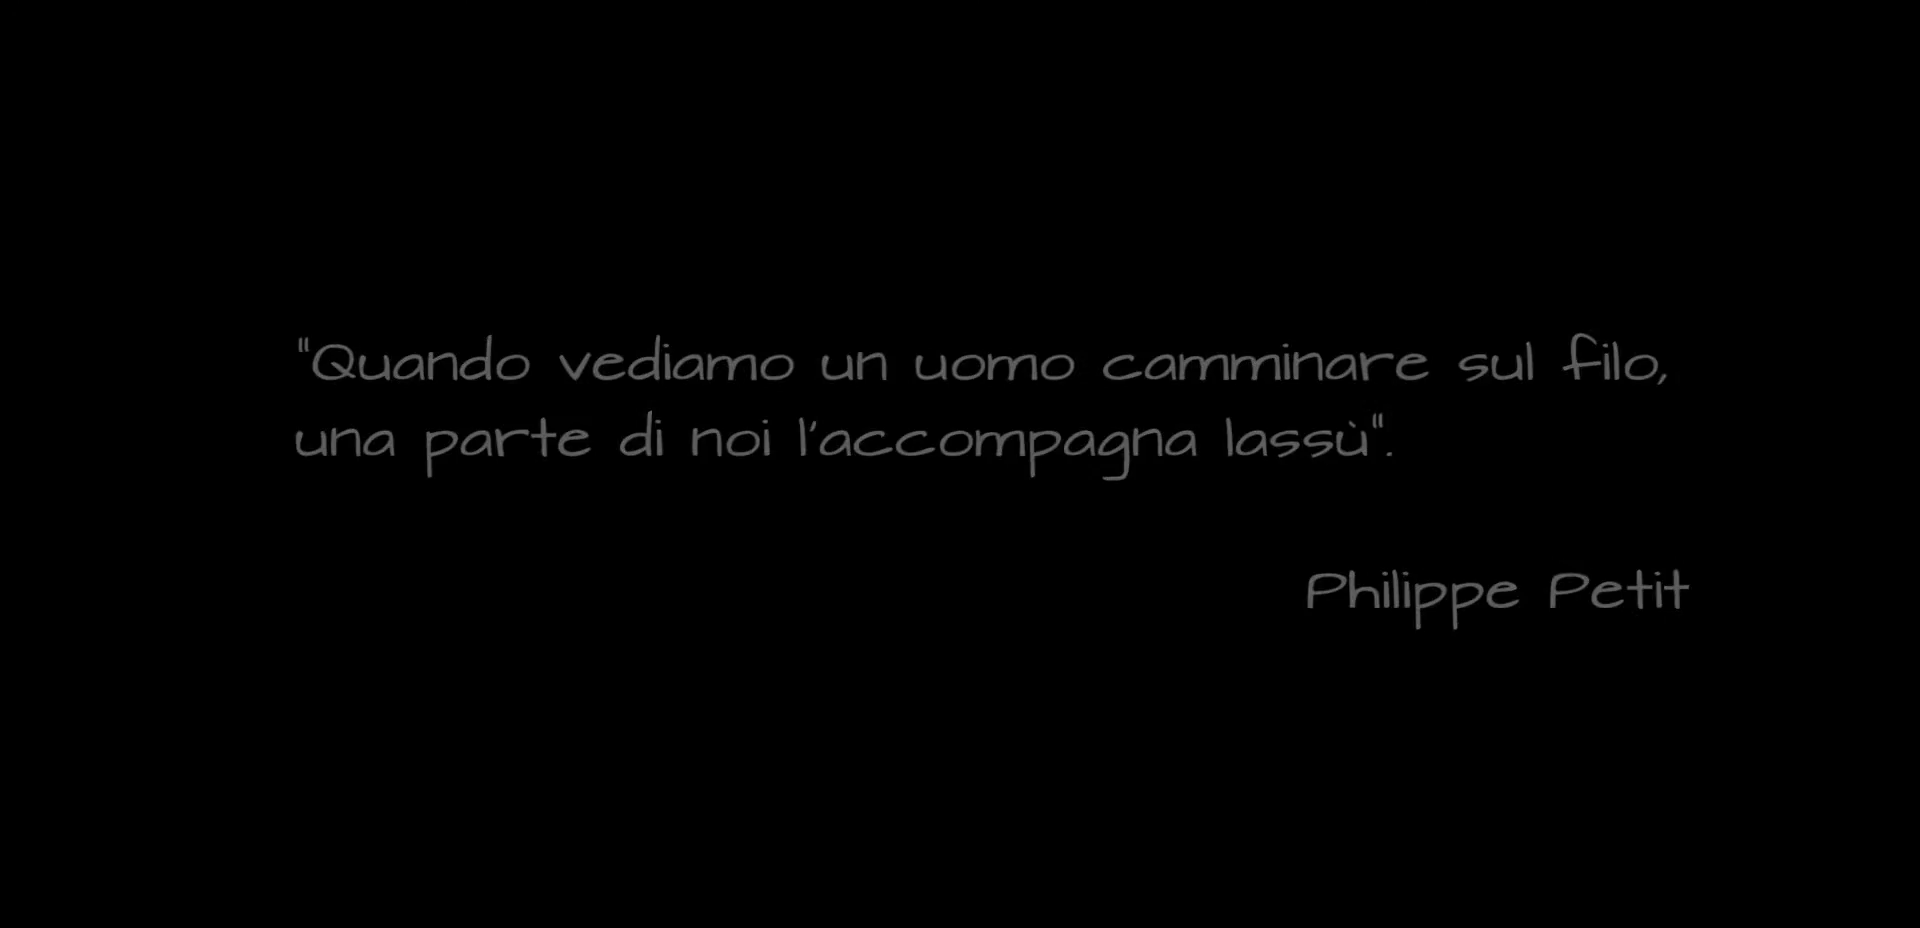 "Quando vediamo un uomo camminare sul filo,
una parte di noi l'accompagna lassù".
Philippe Petit